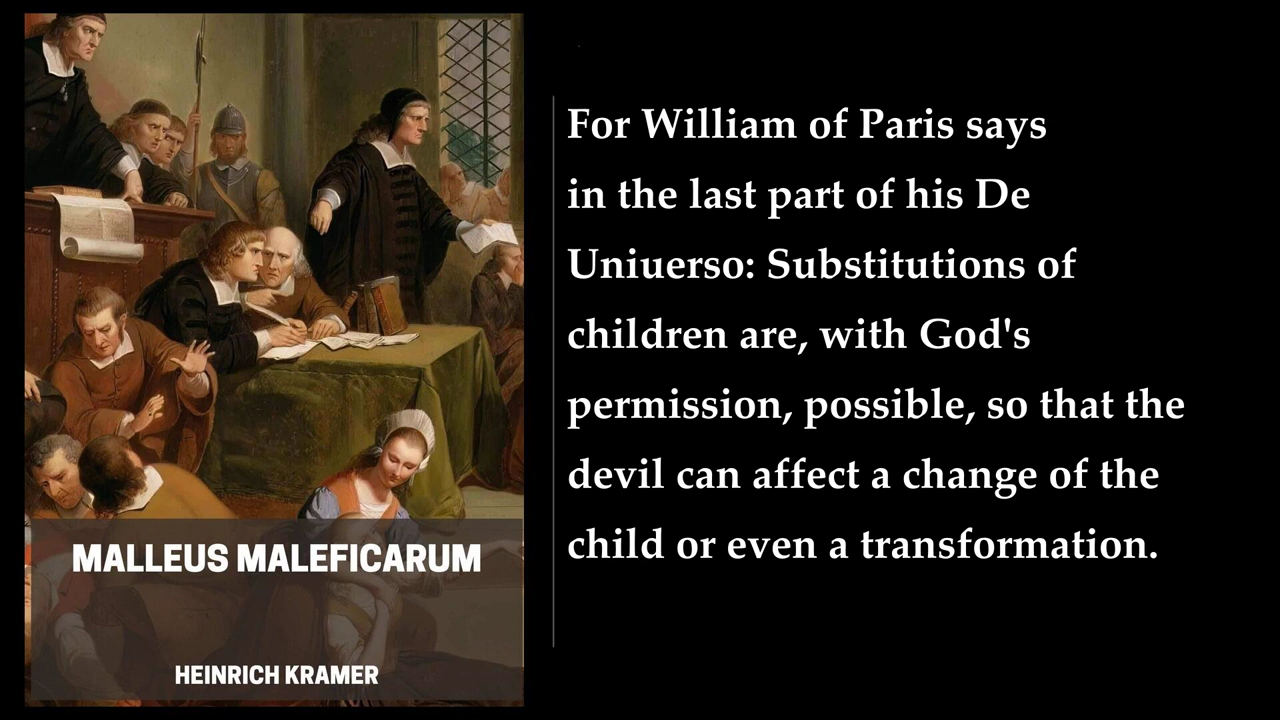 MALLEUS MALEFICARUM
HEINRICH KRAMER
For William of Paris says
in the last part of his De
Uniuerso: Substitutions of
children are, with God's
permission, possible, so that the
devil can affect a change of the
child or even a transformation.